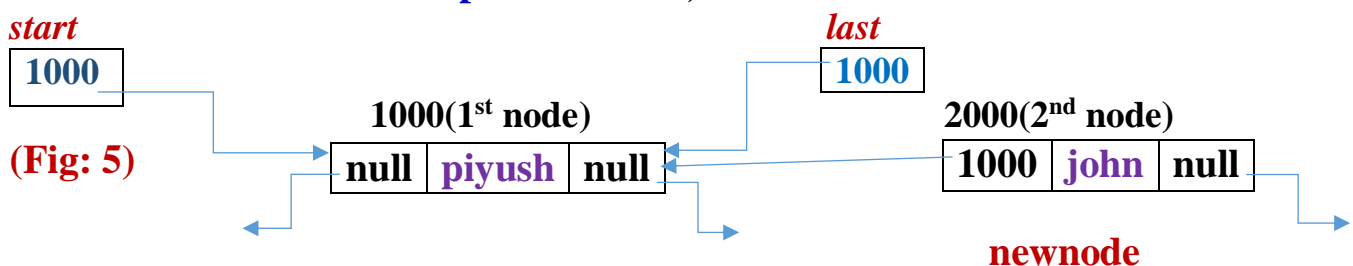 start
last
1000
1000
1000(1st node)
2000(2nd node)
(Fig: 5)
null piyush null
1000 john null
newnode